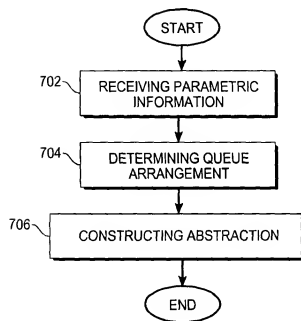 START
702
RECEIVING PARAMETRIC
INFORMATION
704
DETERMINING QUEUE
ARRANGEMENT
706
CONSTRUCTING ABSTRACTION
END